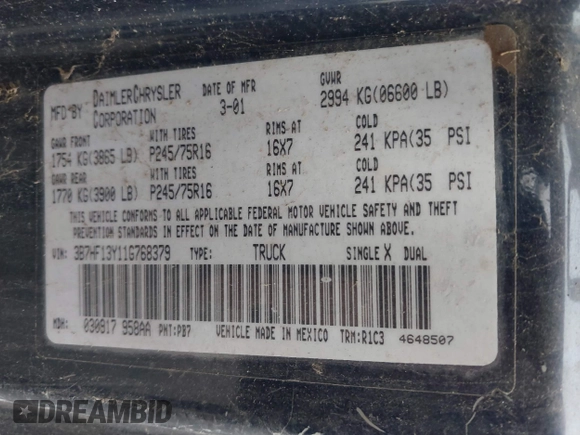 MFD*BY DAIMLERCHRYSLER CORPORATION DATE OF MFR 3-01 GVWR 2994 KG(06600 LB)
GAWR FRONT WITH TIRES RIMS AT COLD
1754 KG(3865 LB) P245/75R16 16X7 241 KPA(35 PSI
GAWR REAR WITH TIRES RIMS AT COLD
1770 KG(3900 LB) P245/75R16 16X7 241 KPA(35 PSI
THIS VEHICLE CONFORMS TO ALL APPLICABLE FEDERAL MOTOR VEHICLE SAFETY AND THEFT
PREVENTION STANDARDS IN EFFECT ON THE DATE OF MANUFACTURE SHOWN ABOVE.
VIN: 3B7HF13Y11G768379 TYPE: TRUCK SINGLE X DUAL
MDH: 030917 958AA PNT:PB7 VEHICLE MADE IN MEXICO TRM:R1C3 4648507
DREAMBID